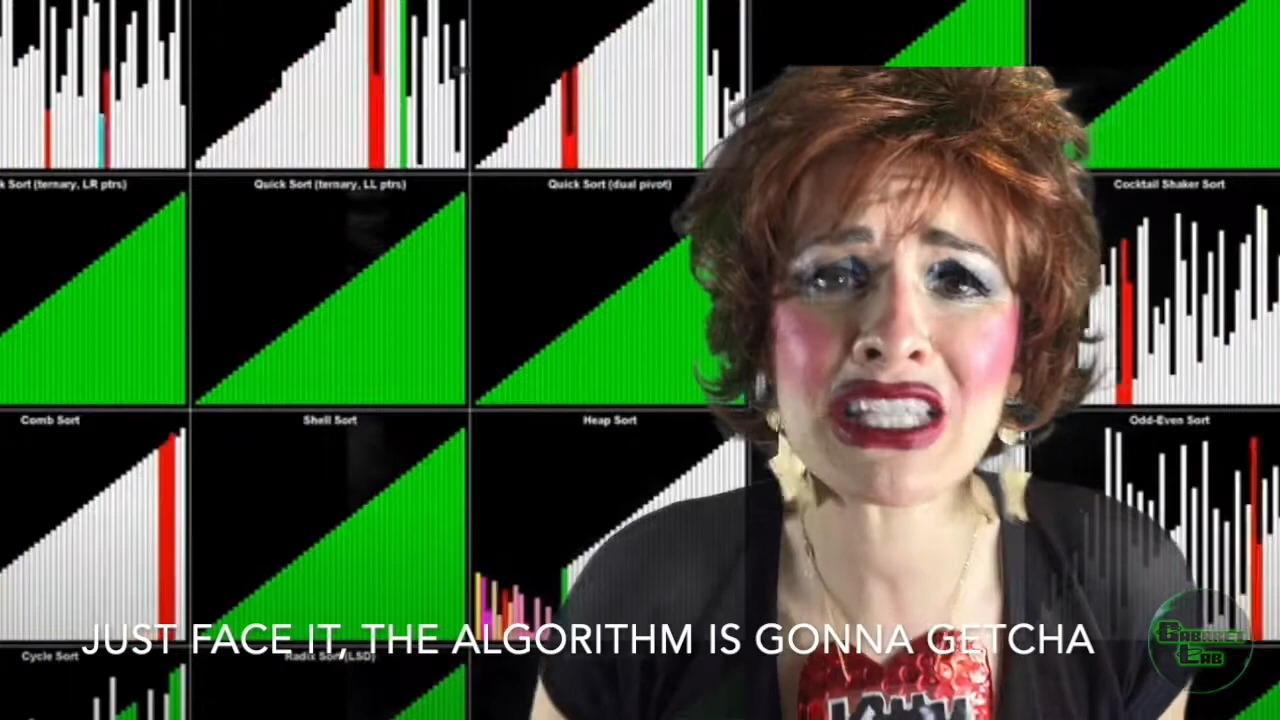 k Sort (ternary, LR ptrs)
Quick Sort (ternary, LL ptrs)
Quick Sort (dual pivot)
Cocktail Shaker Sort
Comb Sort
Shell Sort
Heap Sort
Odd-Even Sort
JUST FACE IT, THE ALGORITHM IS GONNA GETCHA
Cycle Sort
Radix Sort (LSD)
CABARET
LAB